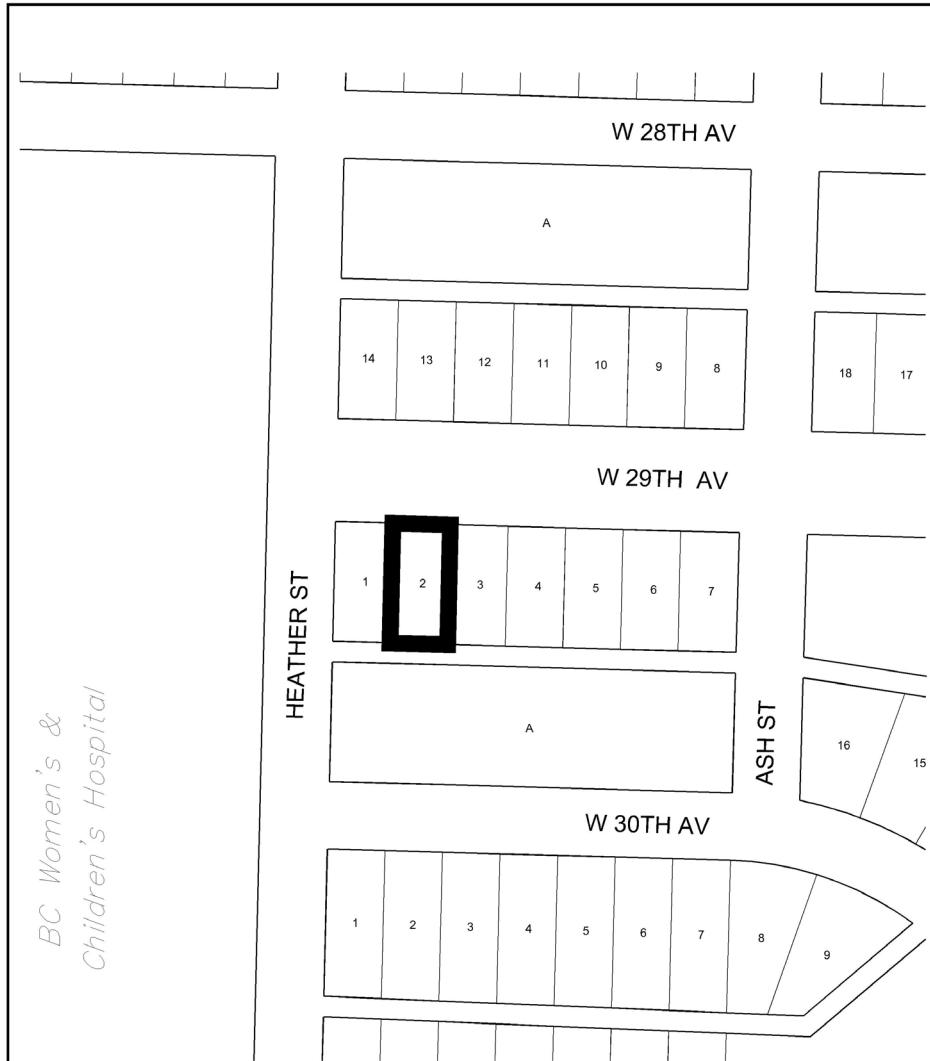 W 28TH AV
A
14 13 12 11 10 9 8
18 17
W 29TH AV
1 2 3 4 5 6 7
HEATHER ST
A
ASH ST
16
15
BC Women's &
Children's Hospital
W 30TH AV
1 2 3 4 5 6 7 8 9